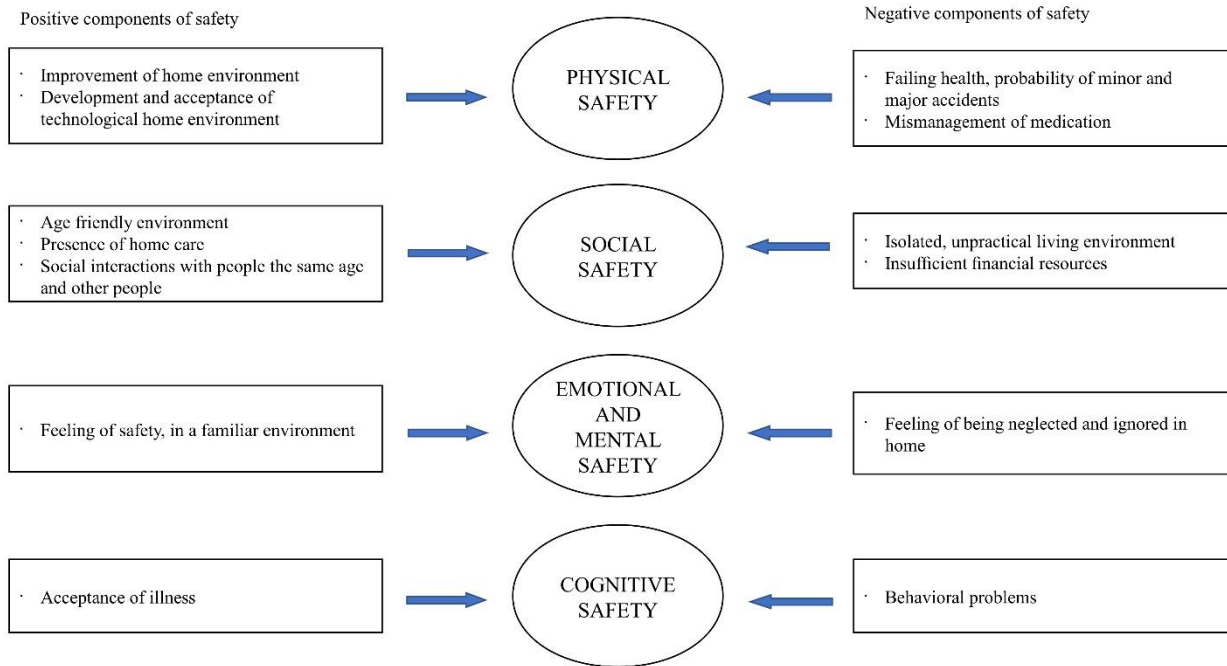 Positive components of safety
Negative components of safety
· Improvement of home environment
· Development and acceptance of
technological home environment
PHYSICAL
SAFETY
· Failing health, probability of minor and
major accidents
· Mismanagement of medication
· Age friendly environment
· Presence of home care
· Social interactions with people the same age
and other people
SOCIAL
SAFETY
· Isolated, unpractical living environment
· Insufficient financial resources
· Feeling of safety, in a familiar environment
EMOTIONAL
AND
MENTAL
SAFETY
· Feeling of being neglected and ignored in
home
· Acceptance of illness
COGNITIVE
SAFETY
· Behavioral problems